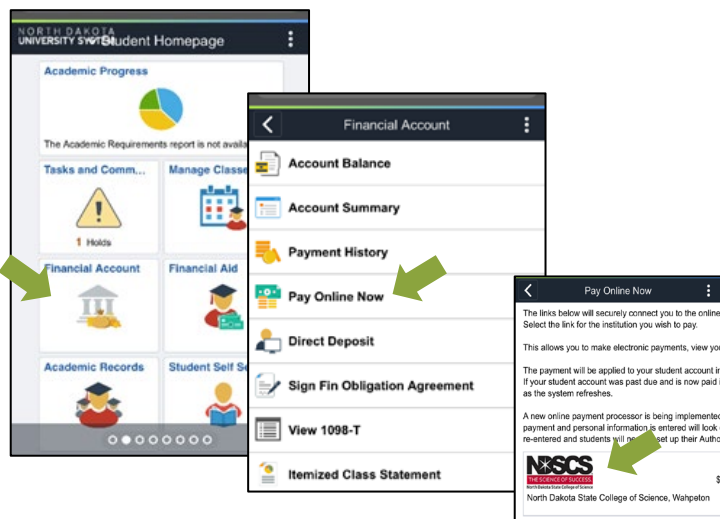 NORTH DAKOTA
UNIVERSITY SYSTEM
Student Homepage
Academic Progress
The Academic Requirements report is not availa
Tasks and Comm...
Manage Classe
1 Holds
Financial Account
Financial Aid
Academic Records
Student Self Se
Financial Account
Account Balance
Account Summary
Payment History
Pay Online Now
Direct Deposit
Sign Fin Obligation Agreement
View 1098-T
Itemized Class Statement
Pay Online Now
The links below will securely connect you to the online
Select the link for the institution you wish to pay.
This allows you to make electronic payments, view you
The payment will be applied to your student account in
If your student account was past due and is now paid i
as the system refreshes.
A new online payment processor is being implemented
payment and personal information is entered will look
re-entered and students will set up their Autho
NDSCS
THE SCIENCE OF SUCCESS.
North Dakota State College of Science
$
North Dakota State College of Science, Wahpeton